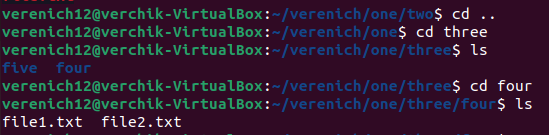 verenich12@verchik-VirtualBox:~/verenich/one/two$ cd ..
verenich12@verchik-VirtualBox:~/verenich/one$ cd three
verenich12@verchik-VirtualBox:~/verenich/one/three$ ls
five  four
verenich12@verchik-VirtualBox:~/verenich/one/three$ cd four
verenich12@verchik-VirtualBox:~/verenich/one/three/four$ ls
file1.txt  file2.txt